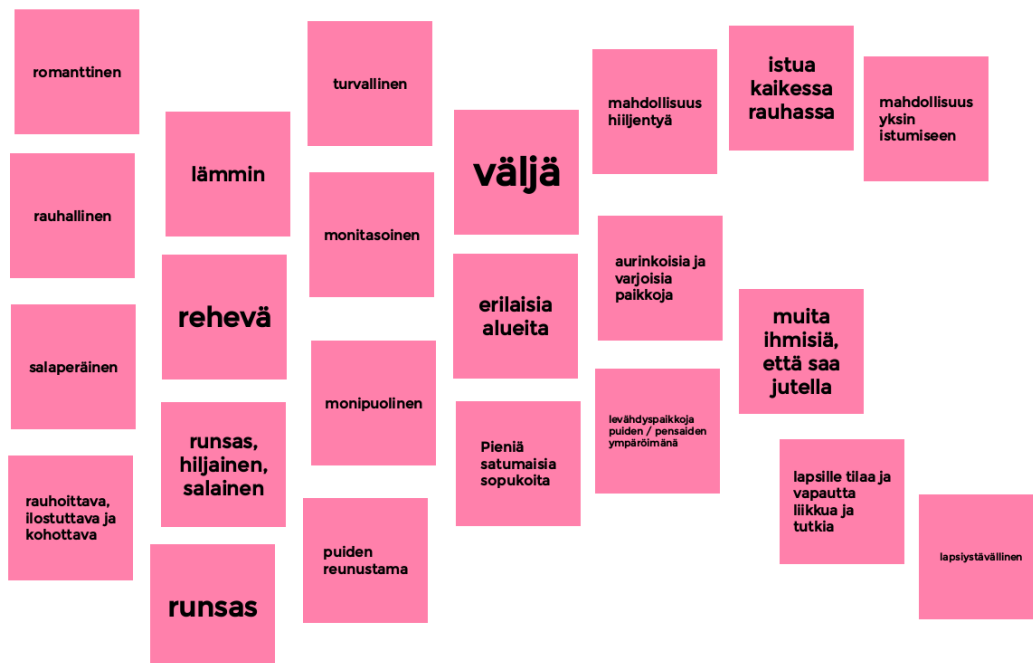 romanttinen
rauhallinen
salaperäinen
rauhoittava,
ilostuttava ja
kohottava
lämmin
rehevä
runsas,
hiljainen,
salainen
runsas
turvallinen
monitasoinen
monipuolinen
puiden
reunustama
väljä
erilaisia
alueita
Pieniä
satumaisia
sopukoita
mahdollisuus
hiiljentyä
aurinkoisia ja
varjoisia
paikkoja
levähdyspaikkoja
puiden / pensaiden
ympäröimänä
istua
kaikessa
rauhassa
muita
ihmisiä,
että saa
jutella
mahdollisuus
yksin
istumiseen
lapsille tilaa ja
vapautta
liikkua ja
tutkia
lapsiystävällinen